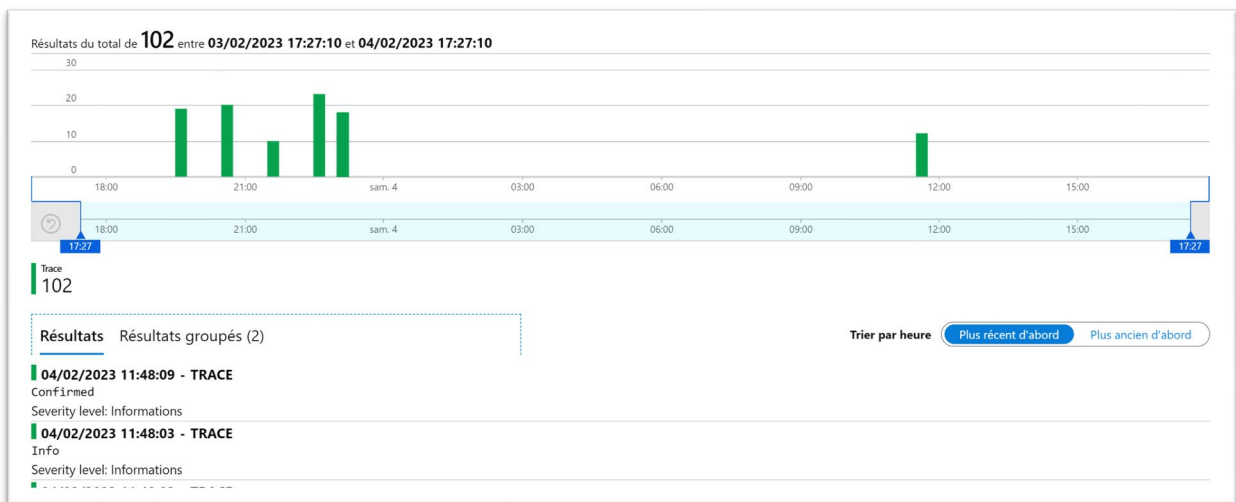 Résultats du total de 102 entre 03/02/2023 17:27:10 et 04/02/2023 17:27:10
30
20
10
0
18:00 21:00 sam. 4 03:00 06:00 09:00 12:00 15:00
18:00 21:00 sam. 4 03:00 06:00 09:00 12:00 15:00
17:27 17:27
Trace
102
Résultats Résultats groupés (2) Trier par heure Plus récent d'abord Plus ancien d'abord
04/02/2023 11:48:09 - TRACE
Confirmed
Severity level: Informations
04/02/2023 11:48:03 - TRACE
Info
Severity level: Informations